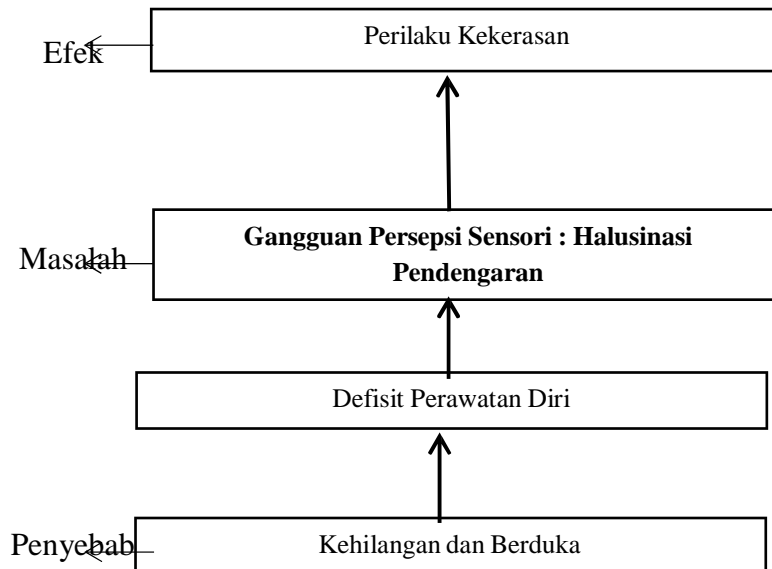 Efek
Perilaku Kekerasan
Masalah
Gangguan Persepsi Sensori : Halusinasi
Pendengaran
Defisit Perawatan Diri
Penyebab
Kehilangan dan Berduka